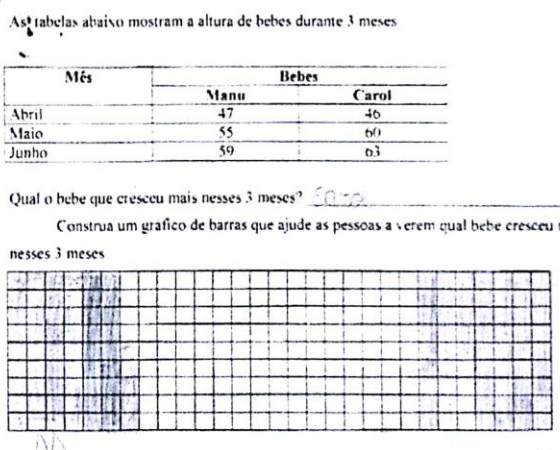 As tabelas abaixo mostram a altura de bebes durante 3 meses
Mês Bebes
Manu Carol
Abril 47 46
Maio 55 60
Junho 59 63
Qual o bebe que cresceu mais nesses 3 meses?
Construa um grafico de barras que ajude as pessoas a verem qual bebe cresceu
nesses 3 meses